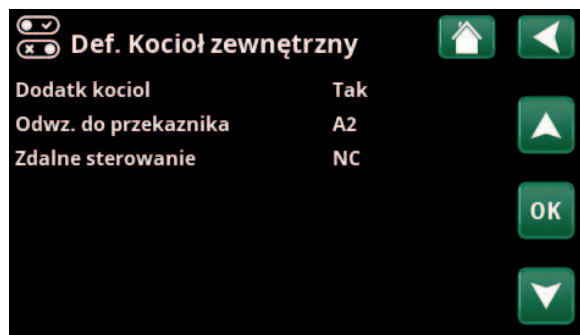 Def. Kocioł zewnętrzny
Dodatk kociol Tak
Odwz. do przekaznika A2
Zdalne sterowanie NC
OK